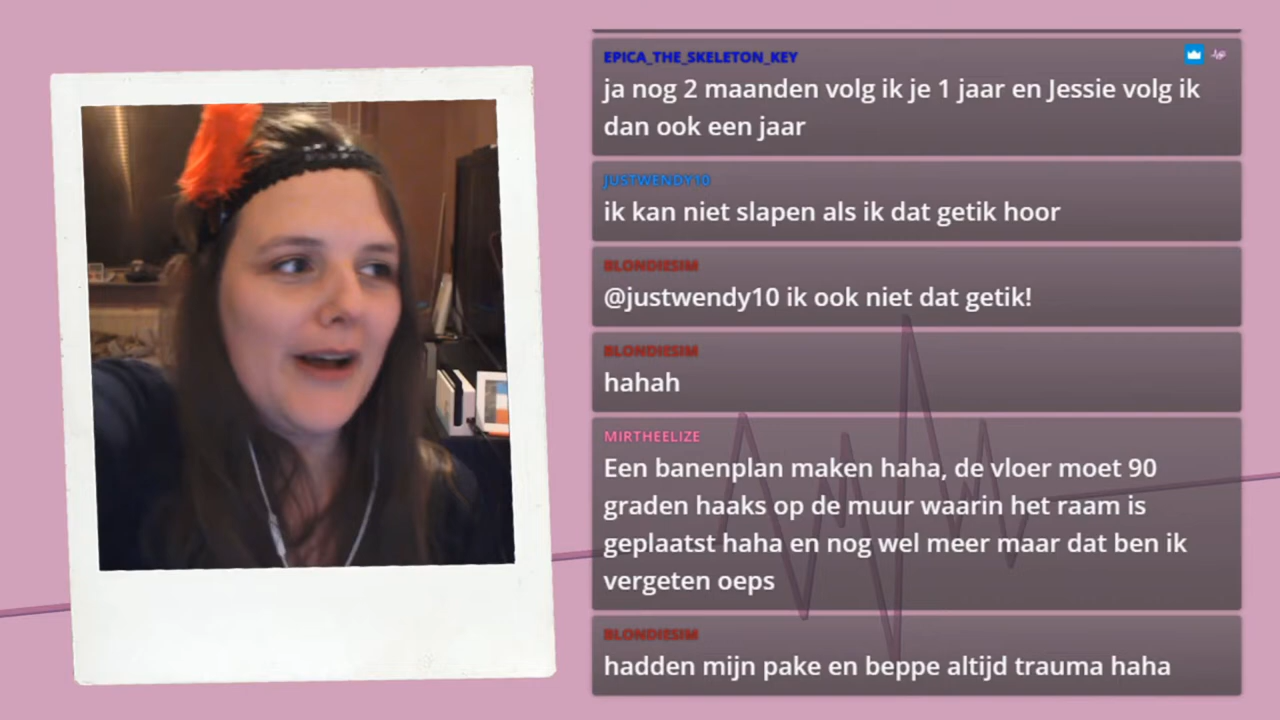 EPICA_THE_SKELETON_KEY
ja nog 2 maanden volg ik je 1 jaar en Jessie volg ik
dan ook een jaar
JUSTWENDY10
ik kan niet slapen als ik dat getik hoor
BLONDIESIM
@justwendy10 ik ook niet dat getik!
BLONDIESIM
hahah
MIRTHEELIZE
Een banenplan maken haha, de vloer moet 90
graden haaks op de muur waarin het raam is
geplaatst haha en nog wel meer maar dat ben ik
vergeten oeps
BLONDIESIM
hadden mijn pake en beppe altijd trauma haha